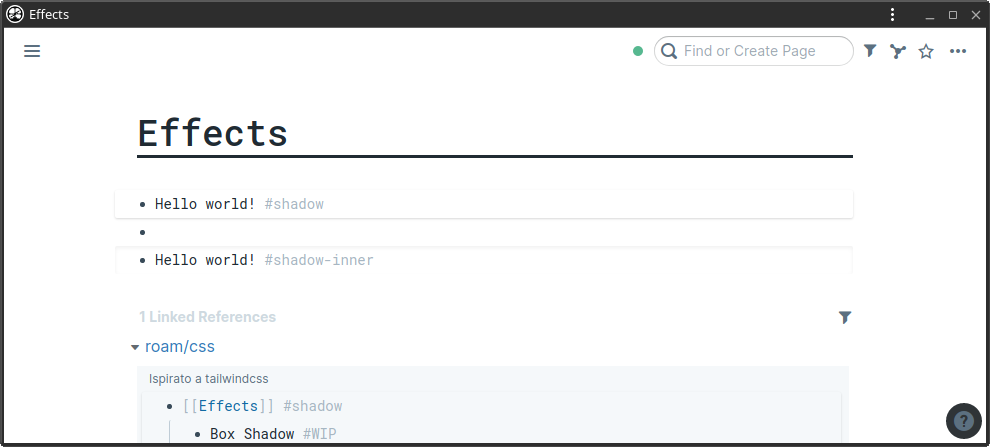 Effects
Find or Create Page
Effects
Hello world! #shadow
Hello world! #shadow-inner
1 Linked References
roam/css
Ispirato a tailwindcss
[[Effects]] #shadow
Box Shadow #WIP
?